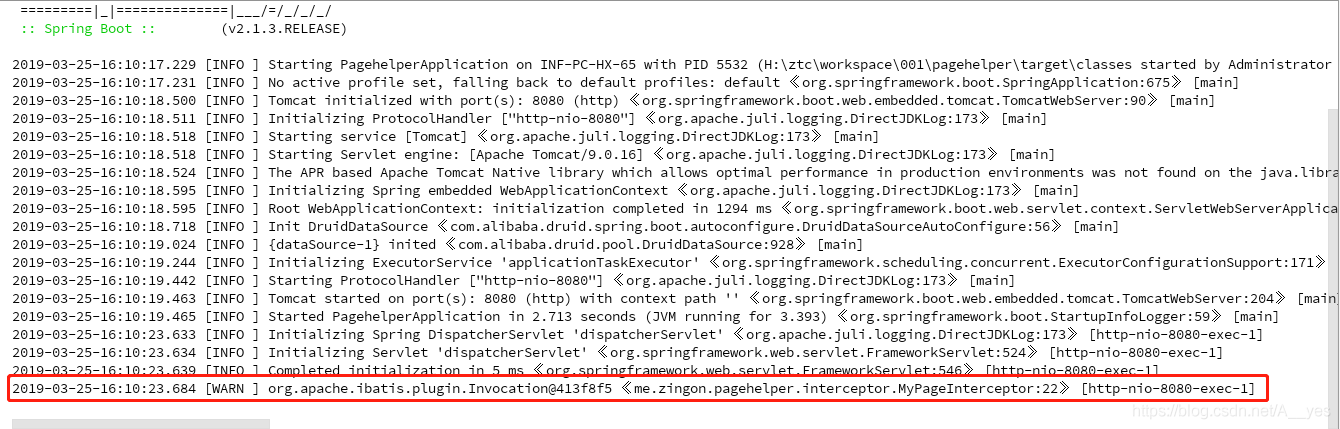 =========|_|==============|___/=/_/_/_/
:: Spring Boot ::        (v2.1.3.RELEASE)
2019-03-25-16:10:17.229 [INFO ] Starting PagehelperApplication on INF-PC-HX-65 with PID 5532 (H:\ztc\workspace\001\pagehelper\target\classes started by Administrator
2019-03-25-16:10:17.231 [INFO ] No active profile set, falling back to default profiles: default 《org.springframework.boot.SpringApplication:675》 [main]
2019-03-25-16:10:18.500 [INFO ] Tomcat initialized with port(s): 8080 (http) 《org.springframework.boot.web.embedded.tomcat.TomcatWebServer:90》 [main]
2019-03-25-16:10:18.511 [INFO ] Initializing ProtocolHandler ["http-nio-8080"] 《org.apache.juli.logging.DirectJDKLog:173》 [main]
2019-03-25-16:10:18.518 [INFO ] Starting service [Tomcat] 《org.apache.juli.logging.DirectJDKLog:173》 [main]
2019-03-25-16:10:18.518 [INFO ] Starting Servlet engine: [Apache Tomcat/9.0.16] 《org.apache.juli.logging.DirectJDKLog:173》 [main]
2019-03-25-16:10:18.524 [INFO ] The APR based Apache Tomcat Native library which allows optimal performance in production environments was not found on the java.libra
2019-03-25-16:10:18.595 [INFO ] Initializing Spring embedded WebApplicationContext 《org.apache.juli.logging.DirectJDKLog:173》 [main]
2019-03-25-16:10:18.595 [INFO ] Root WebApplicationContext: initialization completed in 1294 ms 《org.springframework.boot.web.servlet.context.ServletWebServerApplica
2019-03-25-16:10:18.718 [INFO ] Init DruidDataSource 《com.alibaba.druid.spring.boot.autoconfigure.DruidDataSourceAutoConfigure:56》 [main]
2019-03-25-16:10:19.024 [INFO ] {dataSource-1} inited 《com.alibaba.druid.pool.DruidDataSource:928》 [main]
2019-03-25-16:10:19.244 [INFO ] Initializing ExecutorService 'applicationTaskExecutor' 《org.springframework.scheduling.concurrent.ExecutorConfigurationSupport:171》
2019-03-25-16:10:19.442 [INFO ] Starting ProtocolHandler ["http-nio-8080"] 《org.apache.juli.logging.DirectJDKLog:173》 [main]
2019-03-25-16:10:19.463 [INFO ] Tomcat started on port(s): 8080 (http) with context path '' 《org.springframework.boot.web.embedded.tomcat.TomcatWebServer:204》 [main
2019-03-25-16:10:19.465 [INFO ] Started PagehelperApplication in 2.713 seconds (JVM running for 3.393) 《org.springframework.boot.StartupInfoLogger:59》 [main]
2019-03-25-16:10:23.633 [INFO ] Initializing Spring DispatcherServlet 'dispatcherServlet' 《org.apache.juli.logging.DirectJDKLog:173》 [http-nio-8080-exec-1]
2019-03-25-16:10:23.634 [INFO ] Initializing Servlet 'dispatcherServlet' 《org.springframework.web.servlet.FrameworkServlet:524》 [http-nio-8080-exec-1]
2019-03-25-16:10:23.639 [INFO ] Completed initialization in 5 ms 《org.springframework.web.servlet.FrameworkServlet:546》 [http-nio-8080-exec-1]
2019-03-25-16:10:23.684 [WARN ] org.apache.ibatis.plugin.Invocation@413f8f5 《me.zingon.pagehelper.interceptor.MyPageInterceptor:22》 [http-nio-8080-exec-1]
https://blog.csdn.net/A__yes